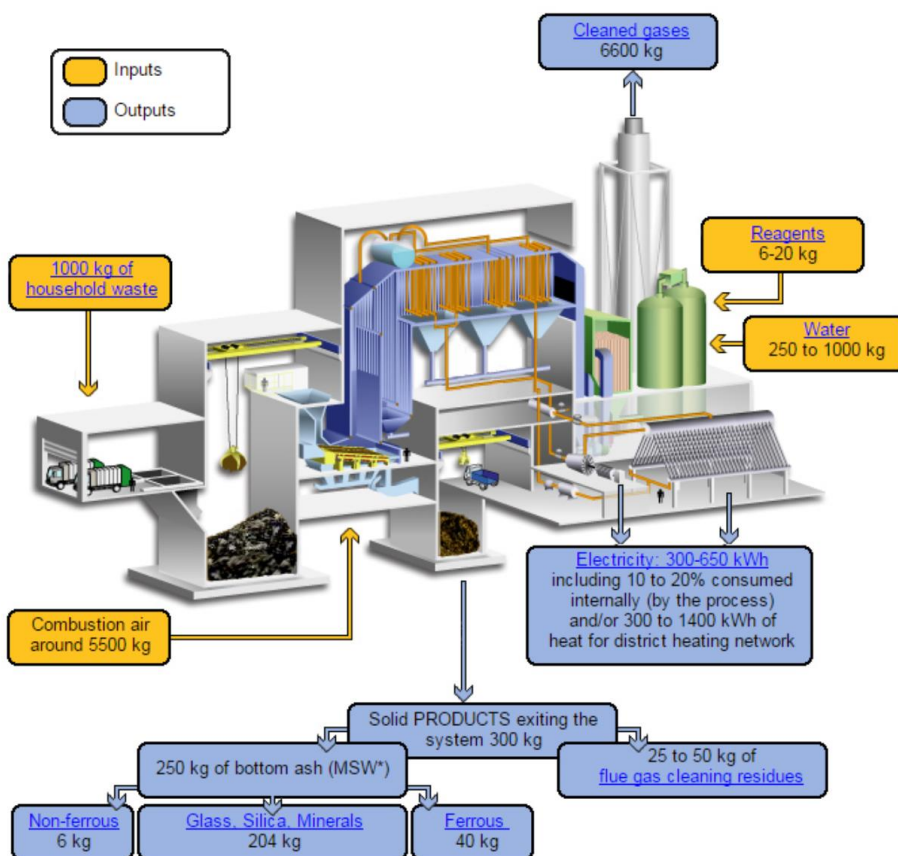 Cleaned gases
6600 kg
Inputs
Outputs
Reagents
6-20 kg
1000 kg of
household waste
Water
250 to 1000 kg
Electricity: 300-650 kWh
including 10 to 20% consumed
internally (by the process)
and/or 300 to 1400 kWh of
heat for district heating network
Combustion air
around 5500 kg
Solid PRODUCTS exiting the
system 300 kg
250 kg of bottom ash (MSW*)
25 to 50 kg of
flue gas cleaning residues
Non-ferrous
6 kg
Glass, Silica, Minerals
204 kg
Ferrous
40 kg